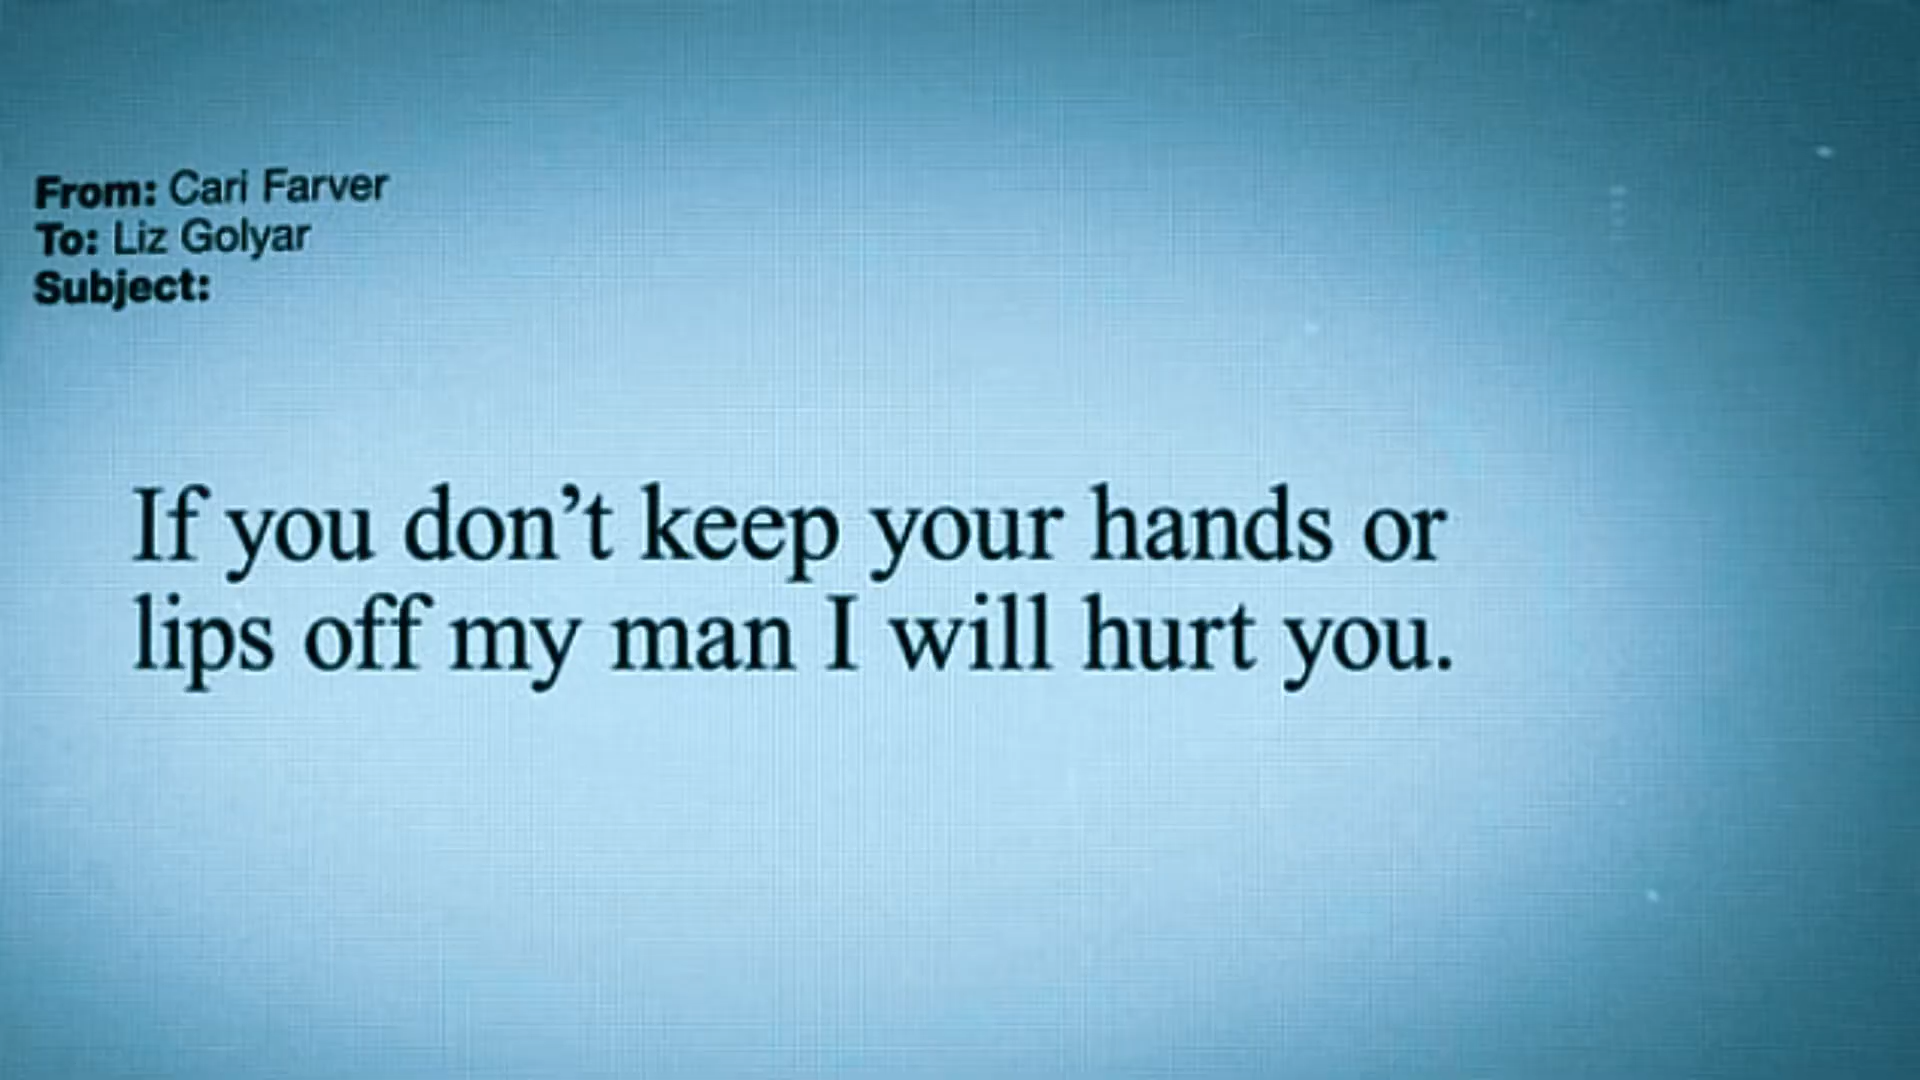 From: Cari Farver
To: Liz Golyar
Subject:
If you don’t keep your hands or
lips off my man I will hurt you.